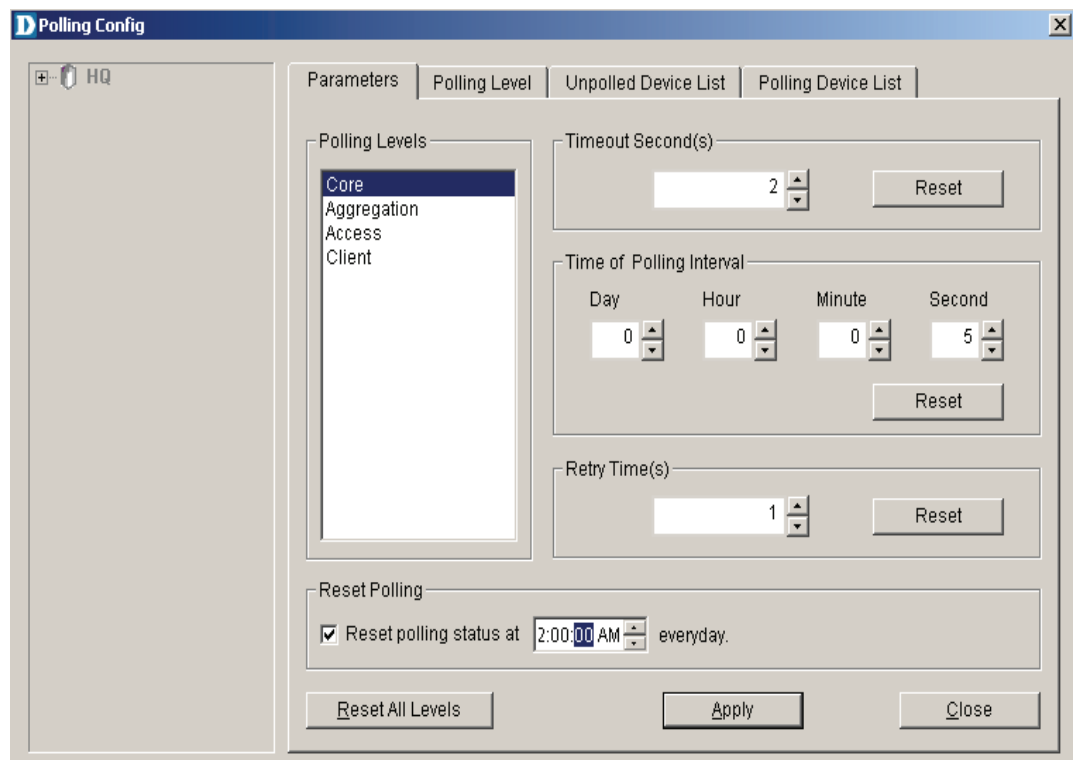 D Polling Config
HQ
Parameters Polling Level Unpolled Device List Polling Device List
Polling Levels
Core
Aggregation
Access
Client
Timeout Second(s)
2 Reset
Time of Polling Interval
Day Hour Minute Second
0 0 0 5
Reset
Retry Time(s)
1 Reset
Reset Polling
Reset polling status at 2:00:00 AM everyday.
Reset All Levels Apply Close